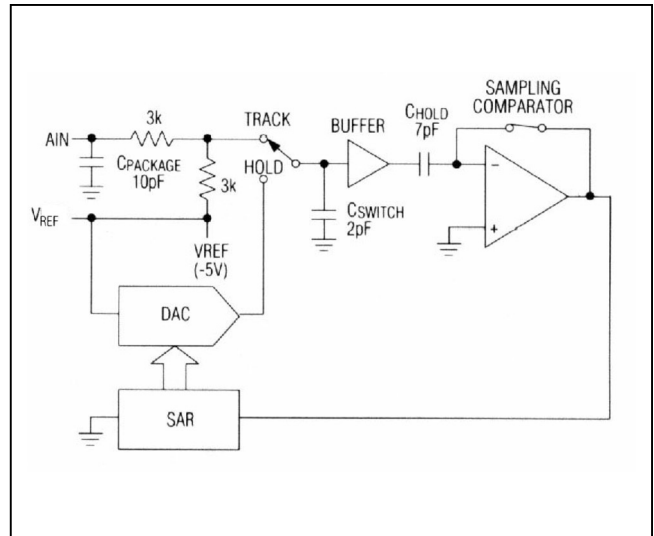 SAMPLING
COMPARATOR
CHOLD
7pF
3k
TRACK
BUFFER
AIN
CPACKAGE
10pF
HOLD
3k
CSWITCH
2pF
VREF
VREF
(-5V)
DAC
SAR
−
+